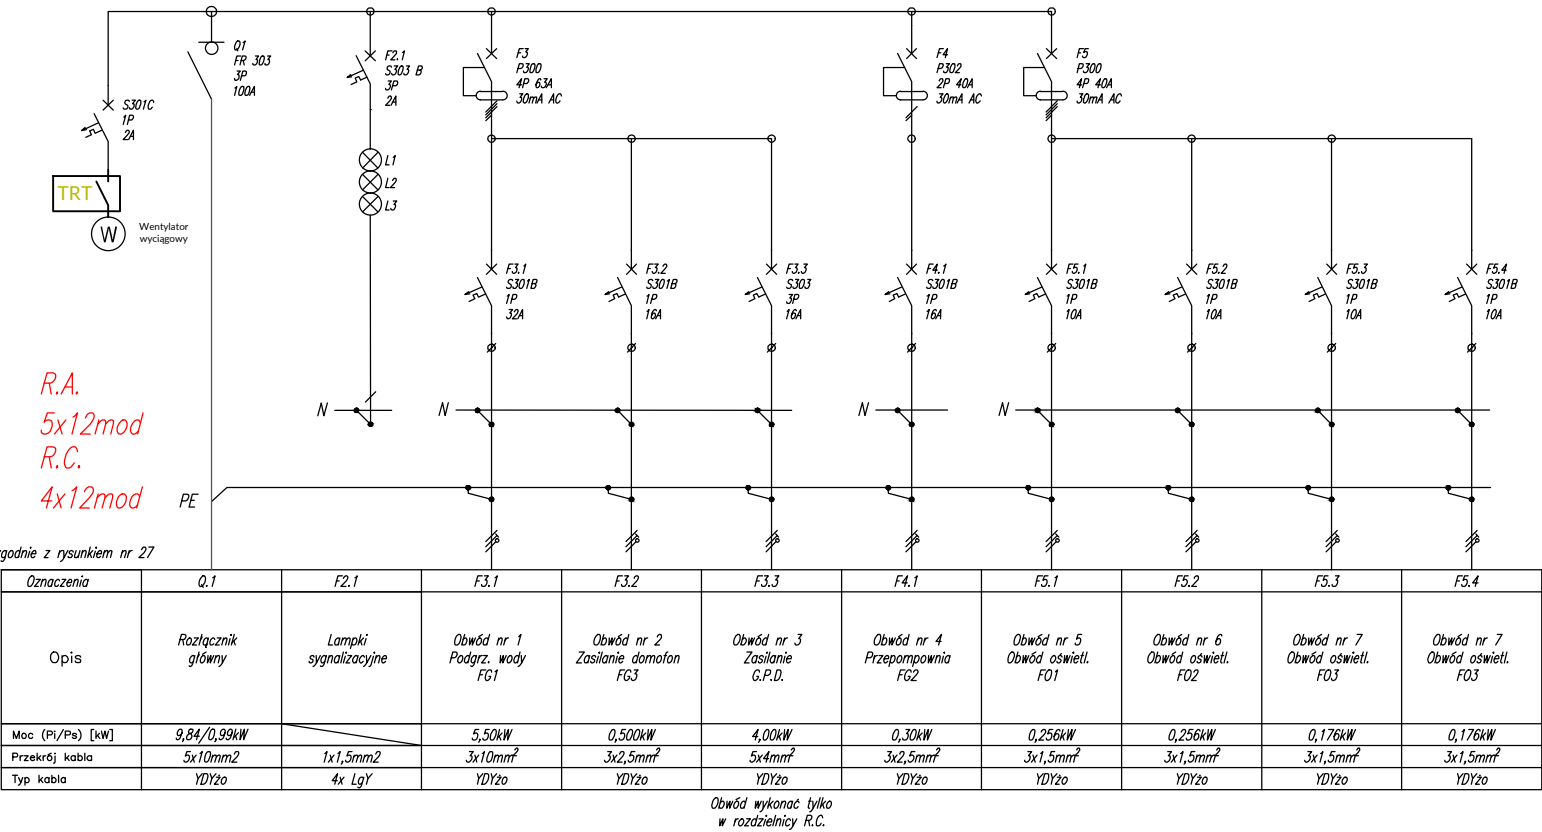 Q1
FR 303
3P
100A
F2.1
S303 B
3P
2A
F3
P300
4P 63A
30mA AC
F4
P302
2P 40A
30mA AC
F5
P300
4P 40A
30mA AC
S301C
1P
2A
TRT
W
Wentylator
wyciągowy
L1
L2
L3
F3.1
S301B
1P
32A
F3.2
S301B
1P
16A
F3.3
S303
3P
16A
F4.1
S301B
1P
16A
F5.1
S301B
1P
10A
F5.2
S301B
1P
10A
F5.3
S301B
1P
10A
F5.4
S301B
1P
10A
R.A.
5x12mod
R.C.
4x12mod
N
N
N
N
PE
godnie z rysunkiem nr 27
Oznaczenia Q.1 F2.1 F3.1 F3.2 F3.3 F4.1 F5.1 F5.2 F5.3 F5.4
Opis
Rozłącznik
główny
Lampki
sygnalizacyjne
Obwód nr 1
Podgrz. wody
FG1
Obwód nr 2
Zasilanie domofon
FG3
Obwód nr 3
Zasilanie
G.P.D.
Obwód nr 4
Przepompownia
FG2
Obwód nr 5
Obwód oświetl.
FO1
Obwód nr 6
Obwód oświetl.
FO2
Obwód nr 7
Obwód oświetl.
FO3
Obwód nr 7
Obwód oświetl.
FO3
Moc (Pi/Ps) [kW] 9,84/0,99kW 5,50kW 0,500kW 4,00kW 0,30kW 0,256kW 0,256kW 0,176kW 0,176kW
Przekrój kabla 5x10mm2 1x1,5mm2 3x10mm² 3x2,5mm² 5x4mm² 3x2,5mm² 3x1,5mm² 3x1,5mm² 3x1,5mm² 3x1,5mm²
Typ kabla YDYżo 4x LgY YDYżo YDYżo YDYżo YDYżo YDYżo YDYżo YDYżo YDYżo
Obwód wykonać tylko
w rozdzielnicy R.C.